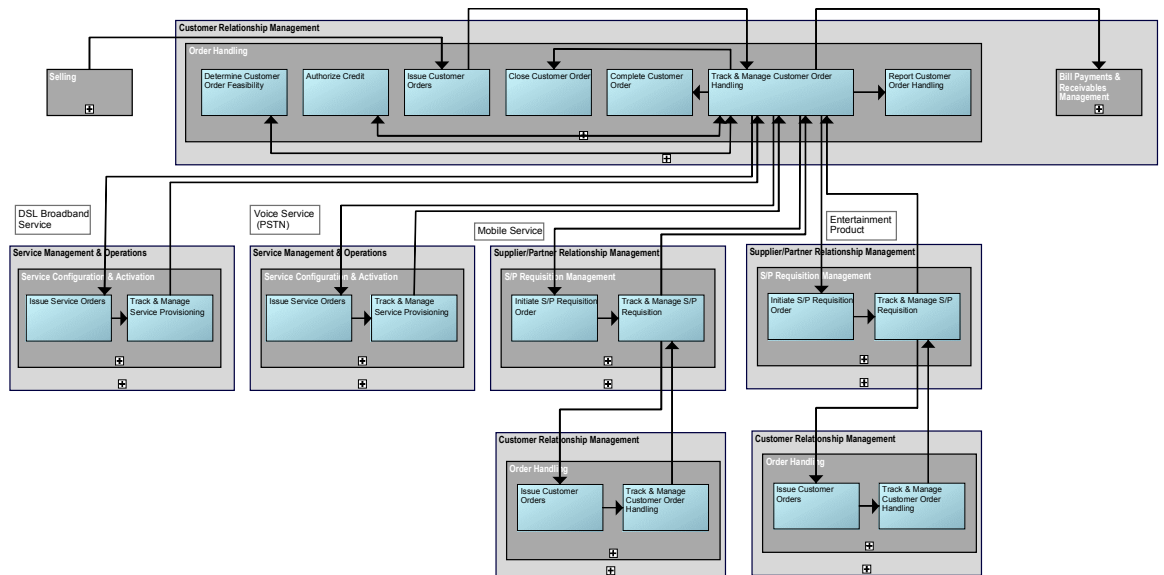 Customer Relationship Management
Order Handling
Selling
Determine Customer
Order Feasibility
Authorize Credit
Issue Customer
Orders
Close Customer Order
Complete Customer
Order
Track & Manage Customer Order
Handling
Report Customer
Order Handling
Bill Payments &
Receivables
Management
DSL Broadband
Service
Voice Service
(PSTN)
Mobile Service
Entertainment
Product
Service Management & Operations
Service Configuration & Activation
Issue Service Orders
Track & Manage
Service Provisioning
Service Management & Operations
Service Configuration & Activation
Issue Service Orders
Track & Manage
Service Provisioning
Supplier/Partner Relationship Management
S/P Requisition Management
Initiate S/P Requisition
Order
Track & Manage S/P
Requisition
Supplier/Partner Relationship Management
S/P Requisition Management
Initiate S/P Requisition
Order
Track & Manage S/P
Requisition
Customer Relationship Management
Order Handling
Issue Customer
Orders
Track & Manage
Customer Order
Handling
Customer Relationship Management
Order Handling
Issue Customer
Orders
Track & Manage
Customer Order
Handling